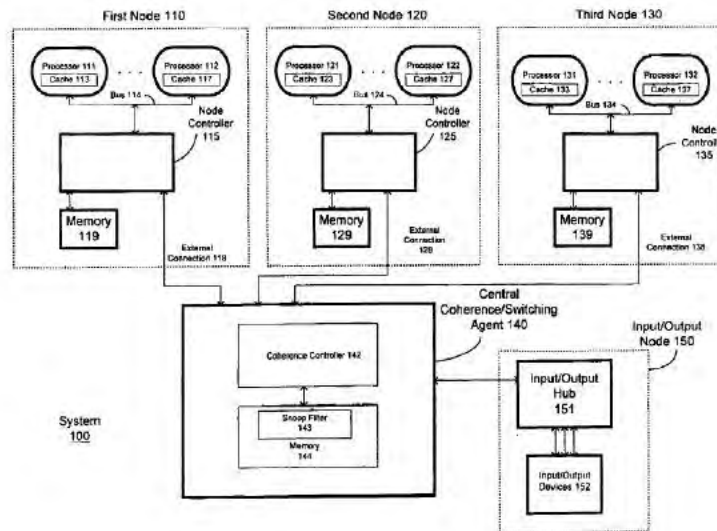 First Node 110
Second Node 120
Third Node 130
Processor 111
Cache 113
Processor 112
Cache 117
Bus 114
Node
Controller
115
Memory
119
External
Connection 118
Processor 121
Cache 123
Processor 122
Cache 127
Bus 124
Node
Controller
125
Memory
129
External
Connection
128
Processor 131
Cache 133
Processor 132
Cache 137
Bus 134
Node
Controller
135
Memory
139
External
Connection 138
Central
Coherence/Switching
Agent 140
Coherence Controller 142
Snoop Filter
143
Memory
144
Input/Output
Node 150
Input/Output
Hub
151
Input/Output
Devices 152
System
100